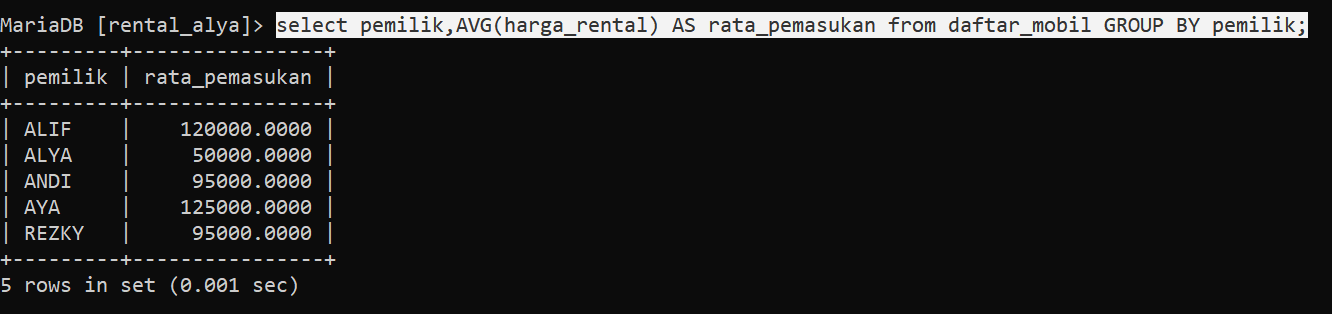 MariaDB [rental_alya]> select pemilik,AVG(harga_rental) AS rata_pemasukan from daftar_mobil GROUP BY pemilik;
+---------+----------------+
| pemilik | rata_pemasukan |
+---------+----------------+
| ALIF    |    120000.0000 |
| ALYA    |     50000.0000 |
| ANDI    |     95000.0000 |
| AYA     |    125000.0000 |
| REZKY   |     95000.0000 |
+---------+----------------+
5 rows in set (0.001 sec)